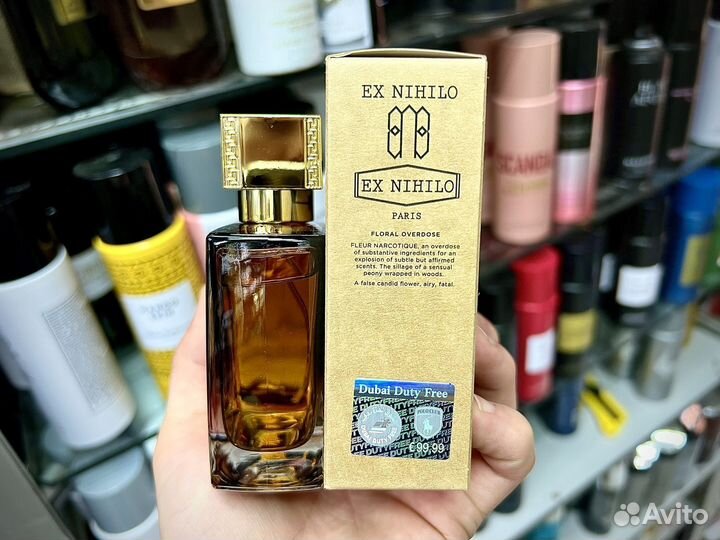 EX NIHILO
EX NIHILO
PARIS
FLORAL OVERDOSE
FLEUR NARCOTIQUE, an overdose
of substantive ingredients for an
explosion of subtle but affirmed
scents. The sillage of a sensual
peony wrapped in woods.
A false candid flower, airy, fatal.
Dubai Duty Free
€99,99
SCANDAL
Avito